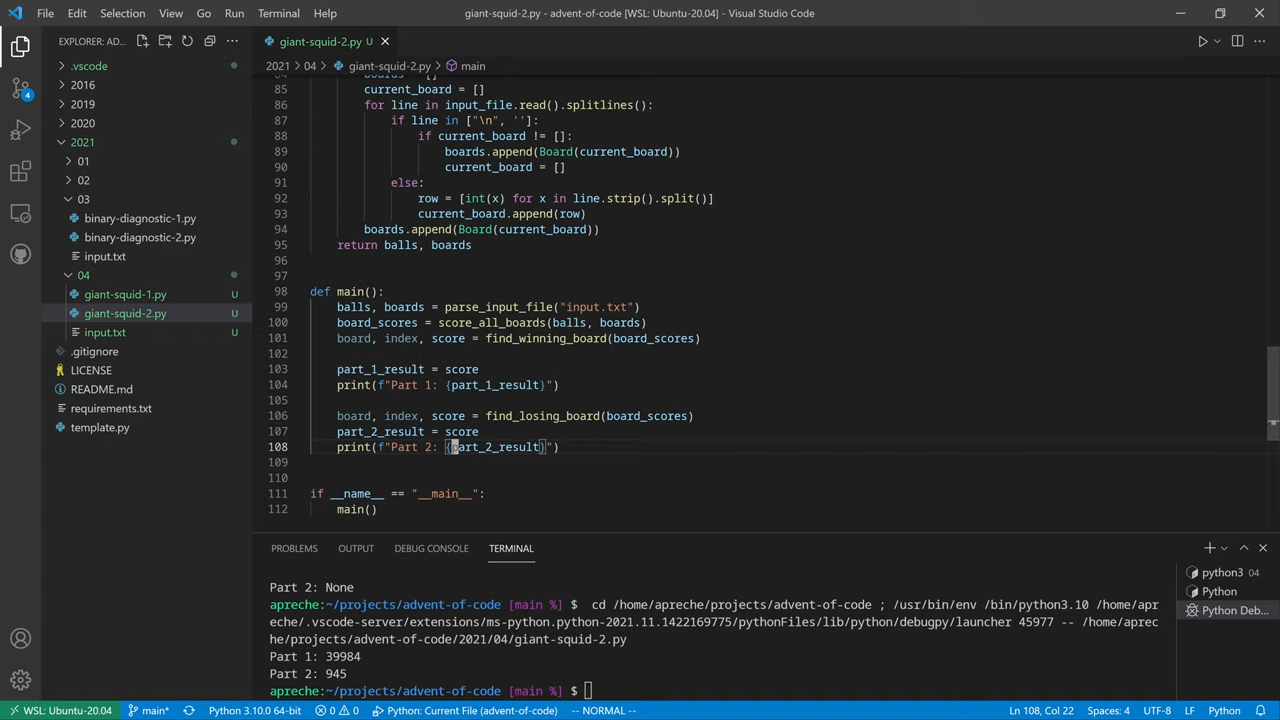 File Edit Selection View Go Run Terminal Help
giant-squid-2.py - advent-of-code [WSL: Ubuntu-20.04] - Visual Studio Code
EXPLORER: AD...
.vscode
2016
2019
2020
2021
01
02
03
binary-diagnostic-1.py
binary-diagnostic-2.py
input.txt
04
giant-squid-1.py U
giant-squid-2.py U
input.txt U
.gitignore
LICENSE
README.md
requirements.txt
template.py
4
giant-squid-2.py U
2021 > 04 > giant-squid-2.py > main
84 boards = []
85 current_board = []
86 for line in input_file.read().splitlines():
87 if line in ["\n", '']:
88 if current_board != []:
89 boards.append(Board(current_board))
90 current_board = []
91 else:
92 row = [int(x) for x in line.strip().split()]
93 current_board.append(row)
94 boards.append(Board(current_board))
95 return balls, boards
96
97
98 def main():
99 balls, boards = parse_input_file("input.txt")
100 board_scores = score_all_boards(balls, boards)
101 board, index, score = find_winning_board(board_scores)
102
103 part_1_result = score
104 print(f"Part 1: {part_1_result}")
105
106 board, index, score = find_losing_board(board_scores)
107 part_2_result = score
108 print(f"Part 2: {part_2_result}")
109
110
111 if __name__ == "__main__":
112 main()
PROBLEMS OUTPUT DEBUG CONSOLE TERMINAL
Part 2: None
apreche:~/projects/advent-of-code [main %] $  cd /home/apreche/projects/advent-of-code ; /usr/bin/env /bin/python3.10 /home/apre
che/.vscode-server/extensions/ms-python.python-2021.11.1422169775/pythonFiles/lib/python/debugpy/launcher 45977 -- /home/aprec
he/projects/advent-of-code/2021/04/giant-squid-2.py
Part 1: 39984
Part 2: 945
apreche:~/projects/advent-of-code [main %] $
python3 04
Python
Python Deb...
WSL: Ubuntu-20.04 main* Python 3.10.0 64-bit 0 0 Python: Current File (advent-of-code) -- NORMAL -- Ln 108, Col 22 Spaces: 4 UTF-8 LF Python